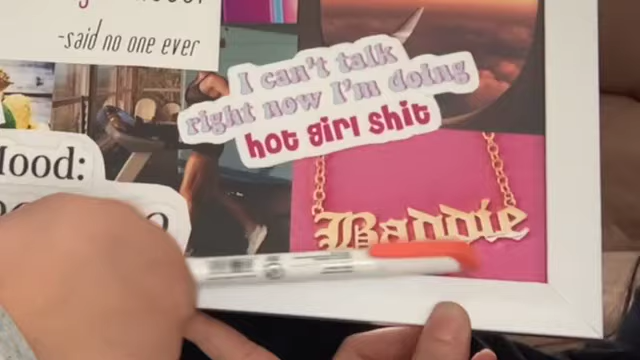 -said no one ever
I can't talk
right now I'm doing
hot girl shit
Mood:
Baddie